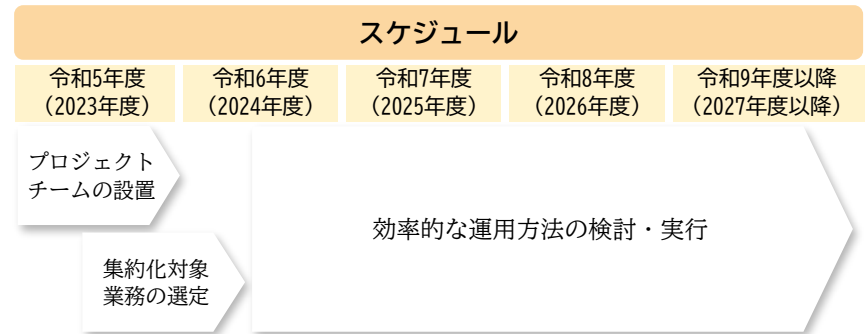 スケジュール
令和5年度
（2023年度）
令和6年度
（2024年度）
令和7年度
（2025年度）
令和8年度
（2026年度）
令和9年度以降
（2027年度以降）
プロジェクト
チームの設置
効率的な運用方法の検討・実行
集約化対象
業務の選定